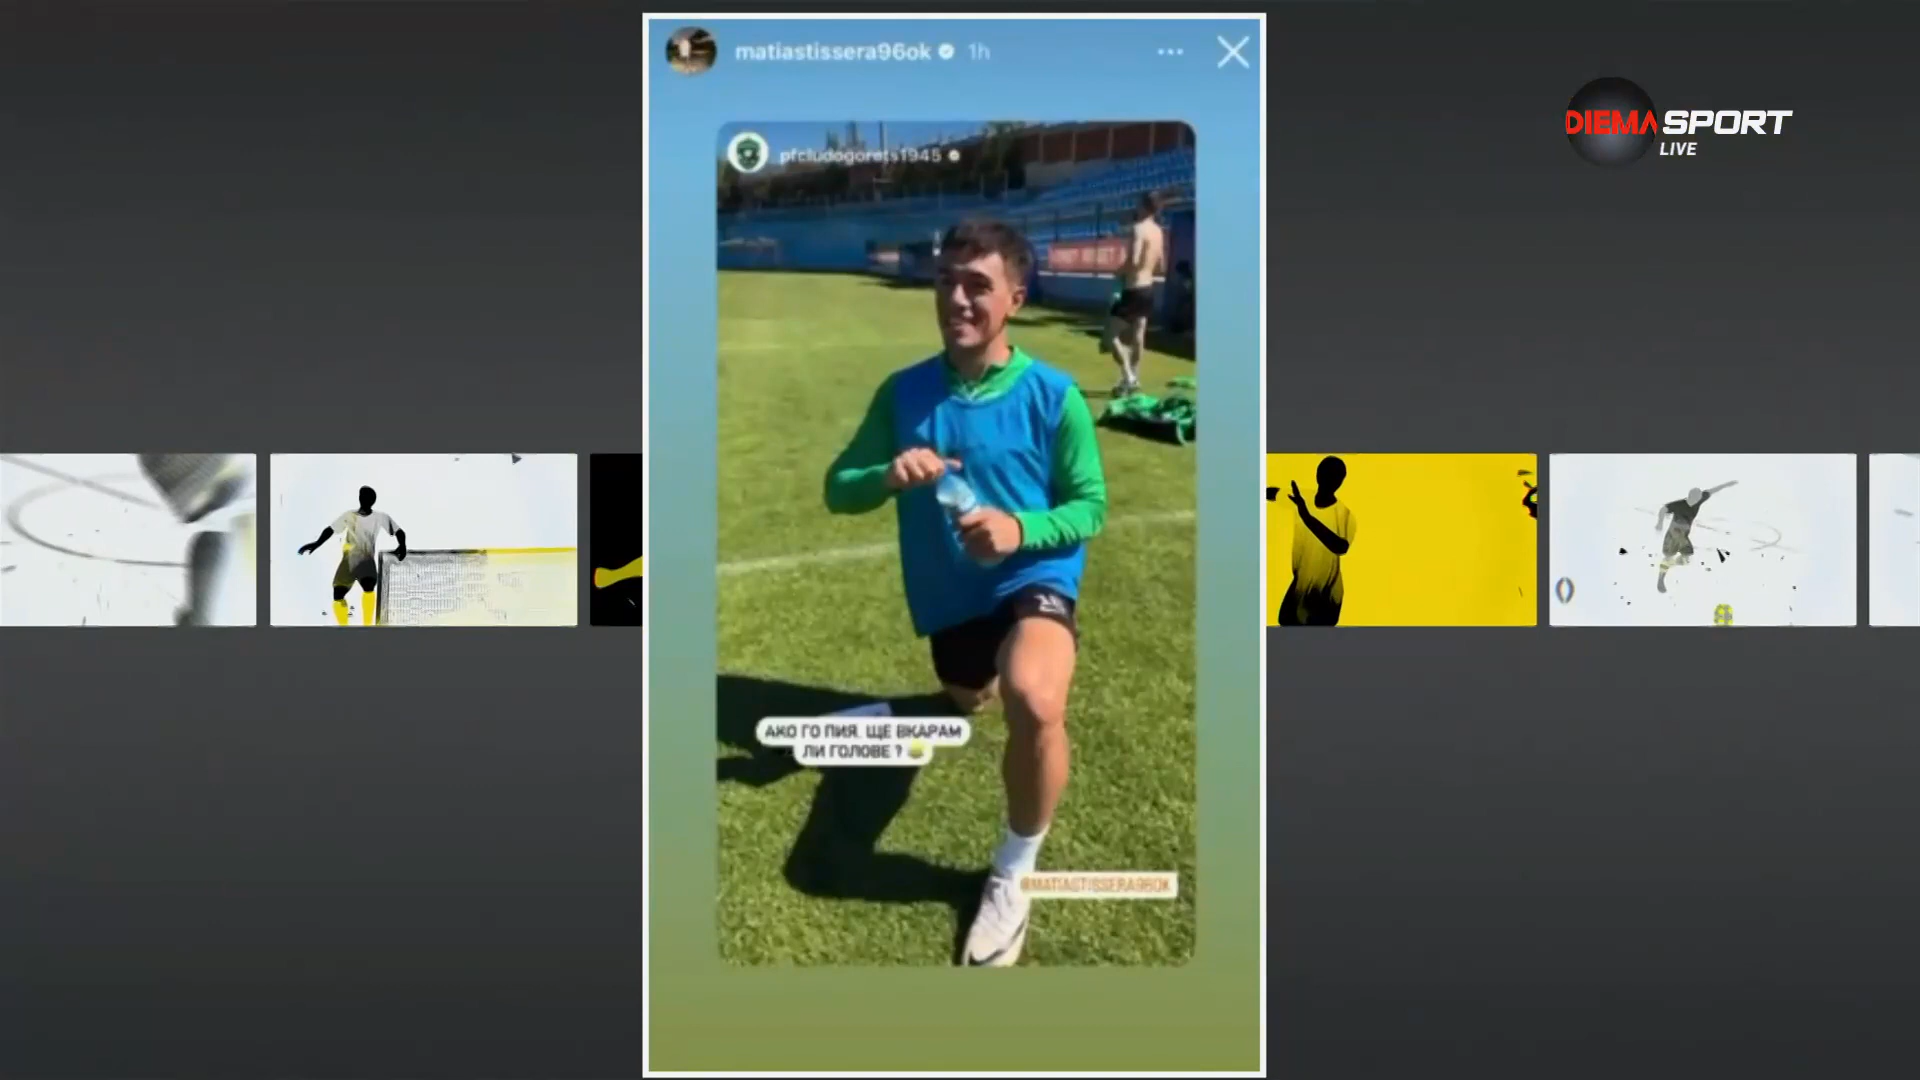 matiastissera96ok 1h
DIEMA SPORT
LIVE
pfcludogorets1945
АКО ГО ПИЯ, ЩЕ ВКАРАМ
ЛИ ГОЛОВЕ ?
@MATIASTISSERA96OK